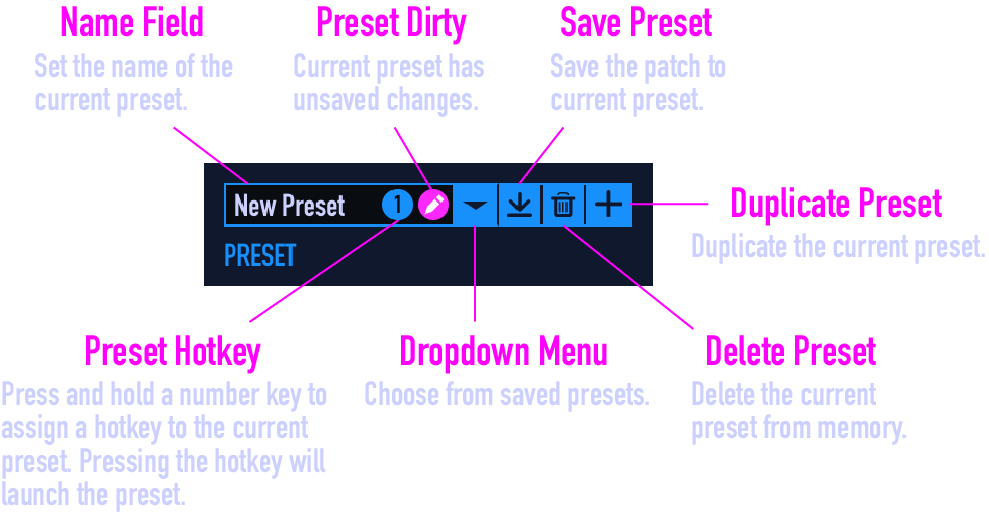 Name Field
Set the name of the
current preset.
Preset Dirty
Current preset has
unsaved changes.
Save Preset
Save the patch to
current preset.
New Preset
1
PRESET
Duplicate Preset
Duplicate the current preset.
Preset Hotkey
Press and hold a number key to
assign a hotkey to the current
preset. Pressing the hotkey will
launch the preset.
Dropdown Menu
Choose from saved presets.
Delete Preset
Delete the current
preset from memory.